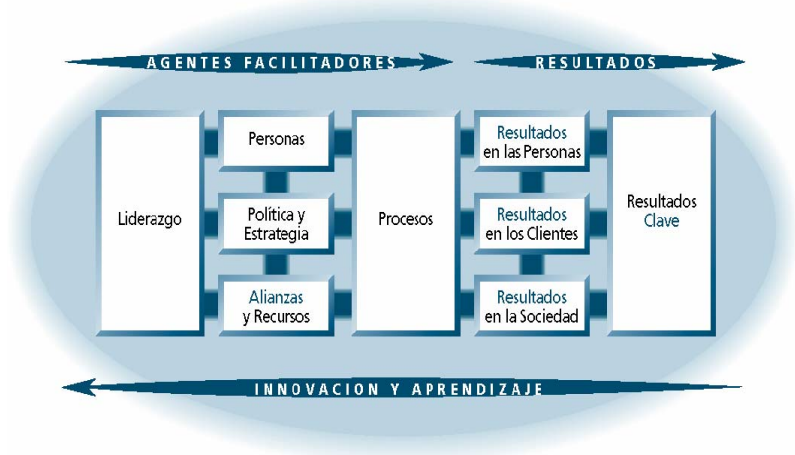 AGENTES FACILITADORES
RESULTADOS
Liderazgo
Personas
Política y
Estrategia
Alianzas
y Recursos
Procesos
Resultados
en las Personas
Resultados
en los Clientes
Resultados
en la Sociedad
Resultados
Clave
INNOVACION Y APRENDIZAJE